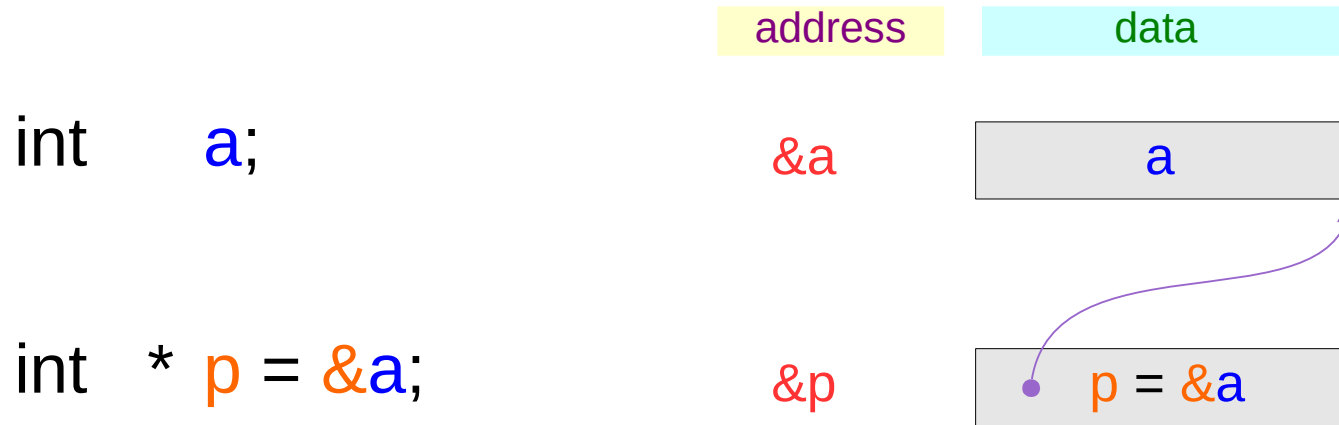 address data
int a; &a a
int * p = &a; &p p = &a